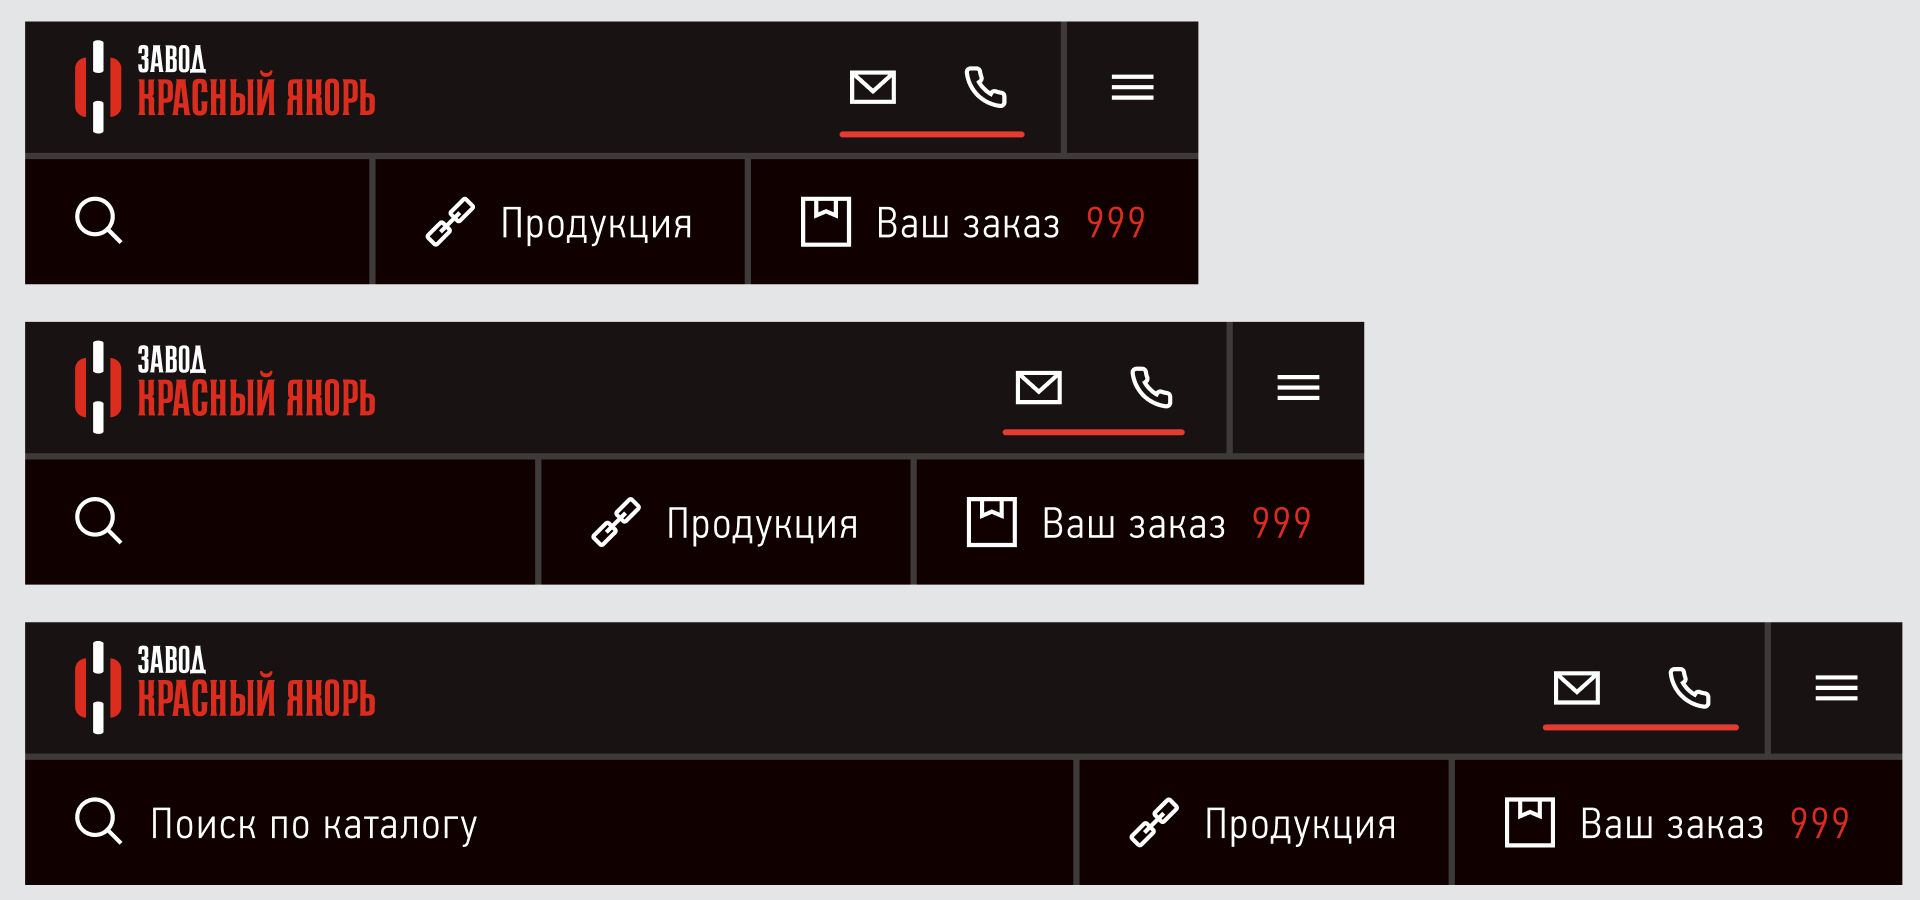 ЗАВОД
КРАСНЫЙ ЯКОРЬ
Продукция
Ваш заказ 999
ЗАВОД
КРАСНЫЙ ЯКОРЬ
Продукция
Ваш заказ 999
ЗАВОД
КРАСНЫЙ ЯКОРЬ
Поиск по каталогу
Продукция
Ваш заказ 999